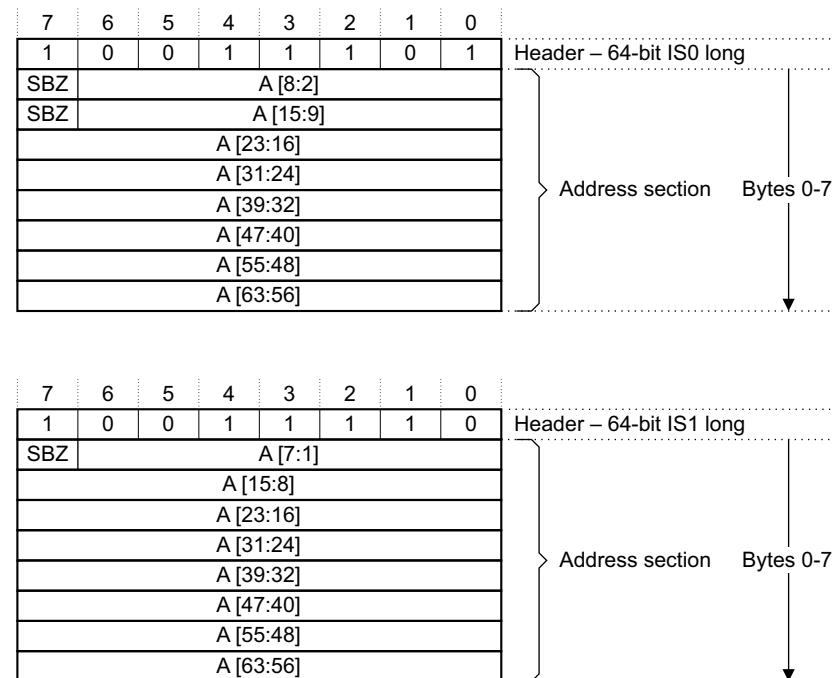 7 6 5 4 3 2 1 0
1 0 0 1 1 1 0 1 Header – 64-bit IS0 long
SBZ A [8:2]
SBZ A [15:9]
A [23:16]
A [31:24]
A [39:32] Address section Bytes 0-7
A [47:40]
A [55:48]
A [63:56]
7 6 5 4 3 2 1 0
1 0 0 1 1 1 1 0 Header – 64-bit IS1 long
SBZ A [7:1]
A [15:8]
A [23:16]
A [31:24]
A [39:32] Address section Bytes 0-7
A [47:40]
A [55:48]
A [63:56]